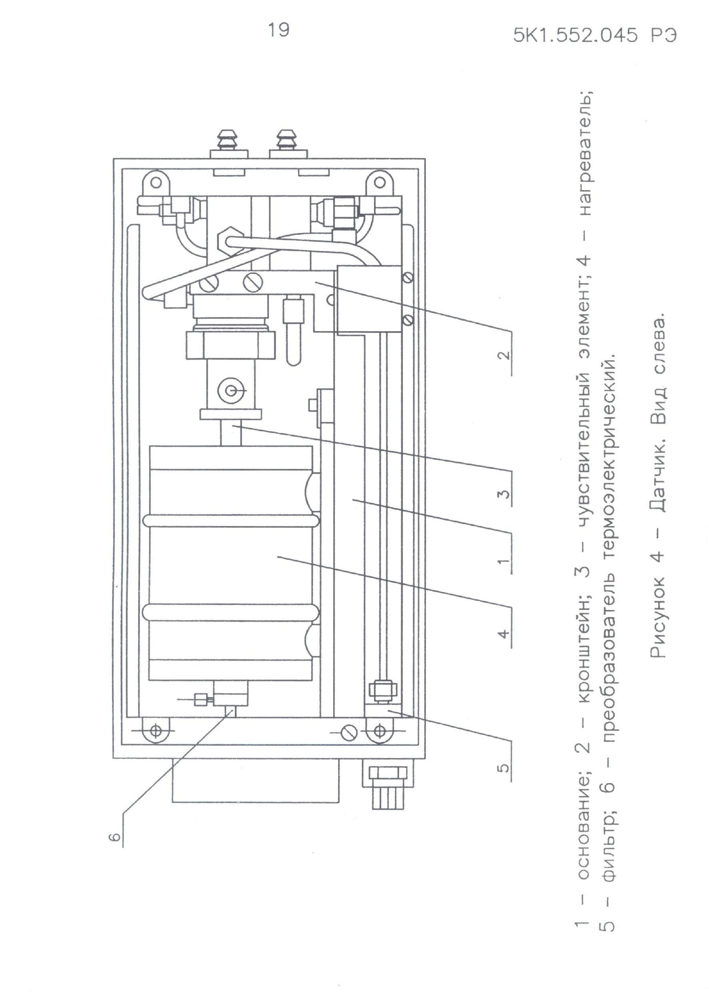 19
5К1.552.045 РЭ
6
2
3
1
4
5
1 – основание; 2 – кронштейн; 3 – чувствительный элемент; 4 – нагреватель;
5 – фильтр; 6 – преобразователь термоэлектрический.
Рисунок 4 – Датчик. Вид слева.